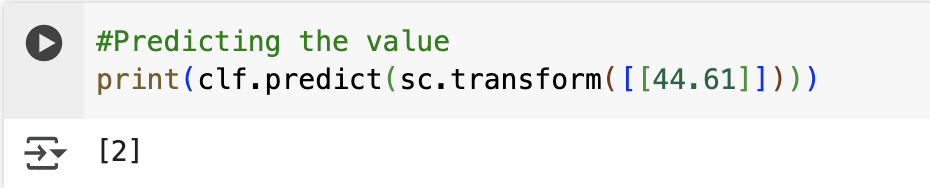 #Predicting the value
print(clf.predict(sc.transform([[44.61]])))
[2]